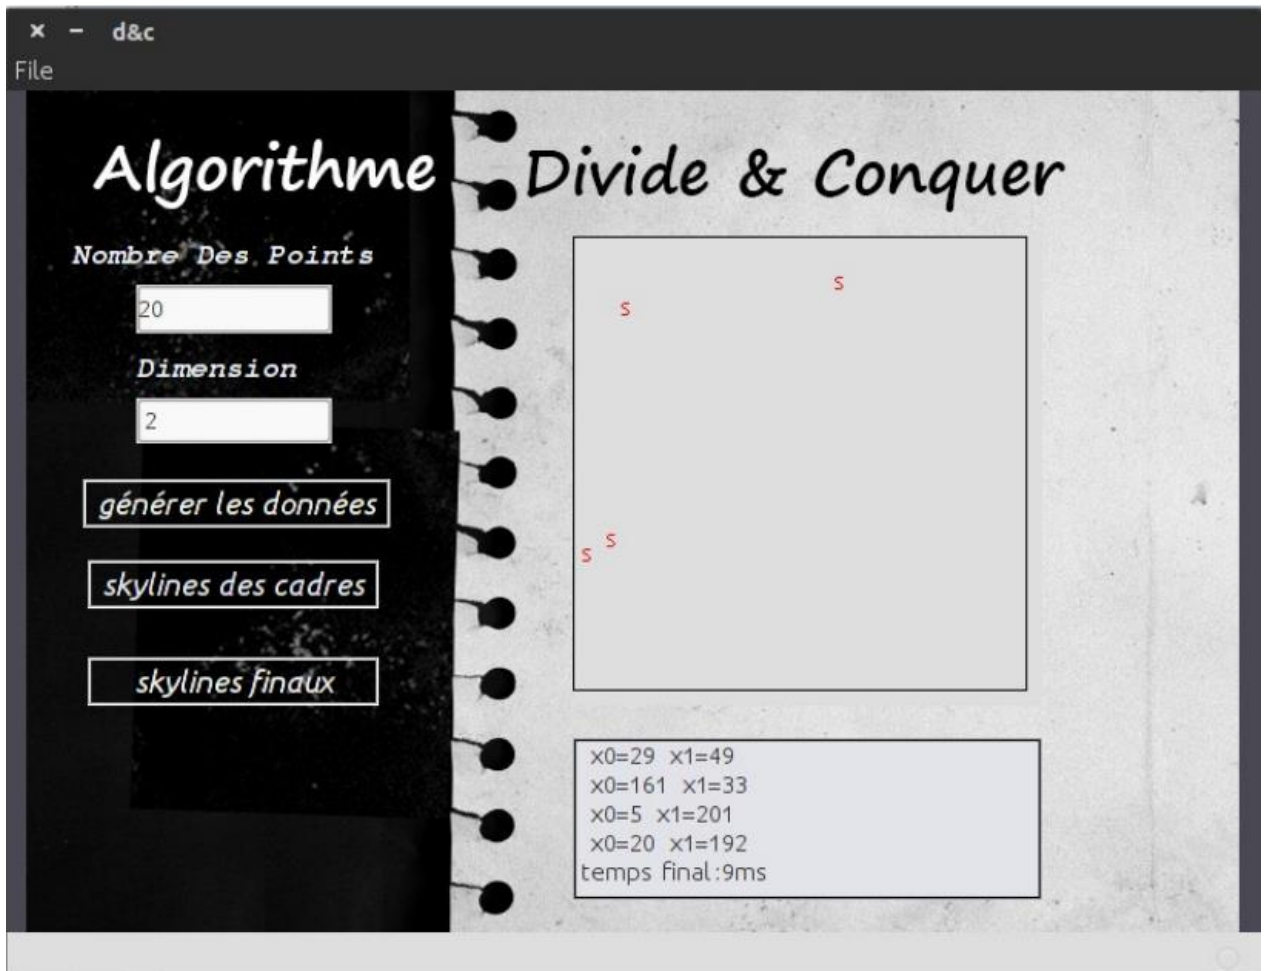 d&c
File
Algorithme Divide & Conquer
Nombre Des Points
20
Dimension
2
générer les données
skylines des cadres
skylines finaux
s
s
s
s
x0=29 x1=49
x0=161 x1=33
x0=5 x1=201
x0=20 x1=192
temps final:9ms